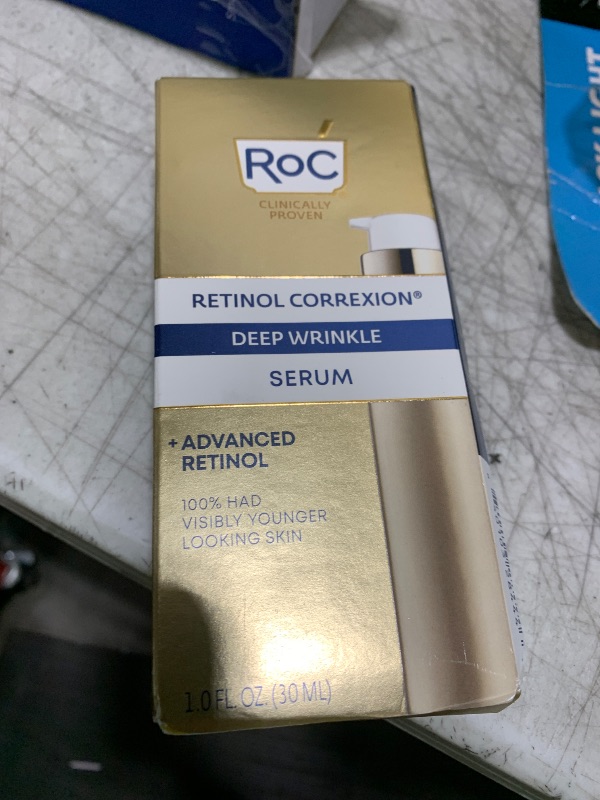 RoC
CLINICALLY
PROVEN
RETINOL CORREXION®
DEEP WRINKLE
SERUM
+ADVANCED
RETINOL
100% HAD
VISIBLY YOUNGER
LOOKING SKIN
1.0 FL. OZ. (30 ML)
LIGHT